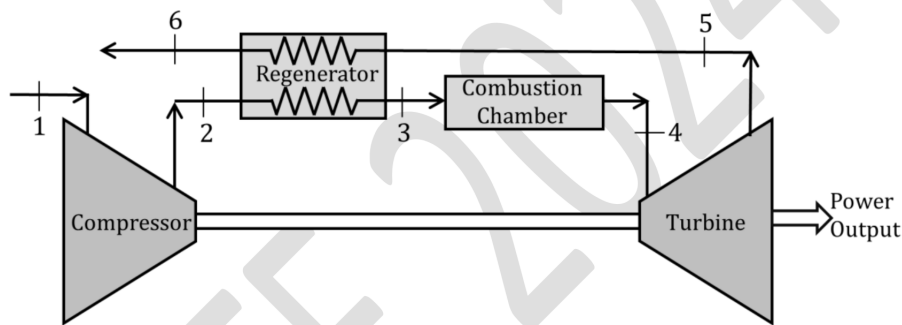 6
5
Regenerator
Combustion
Chamber
1
2
3
4
Compressor
Turbine
Power
Output